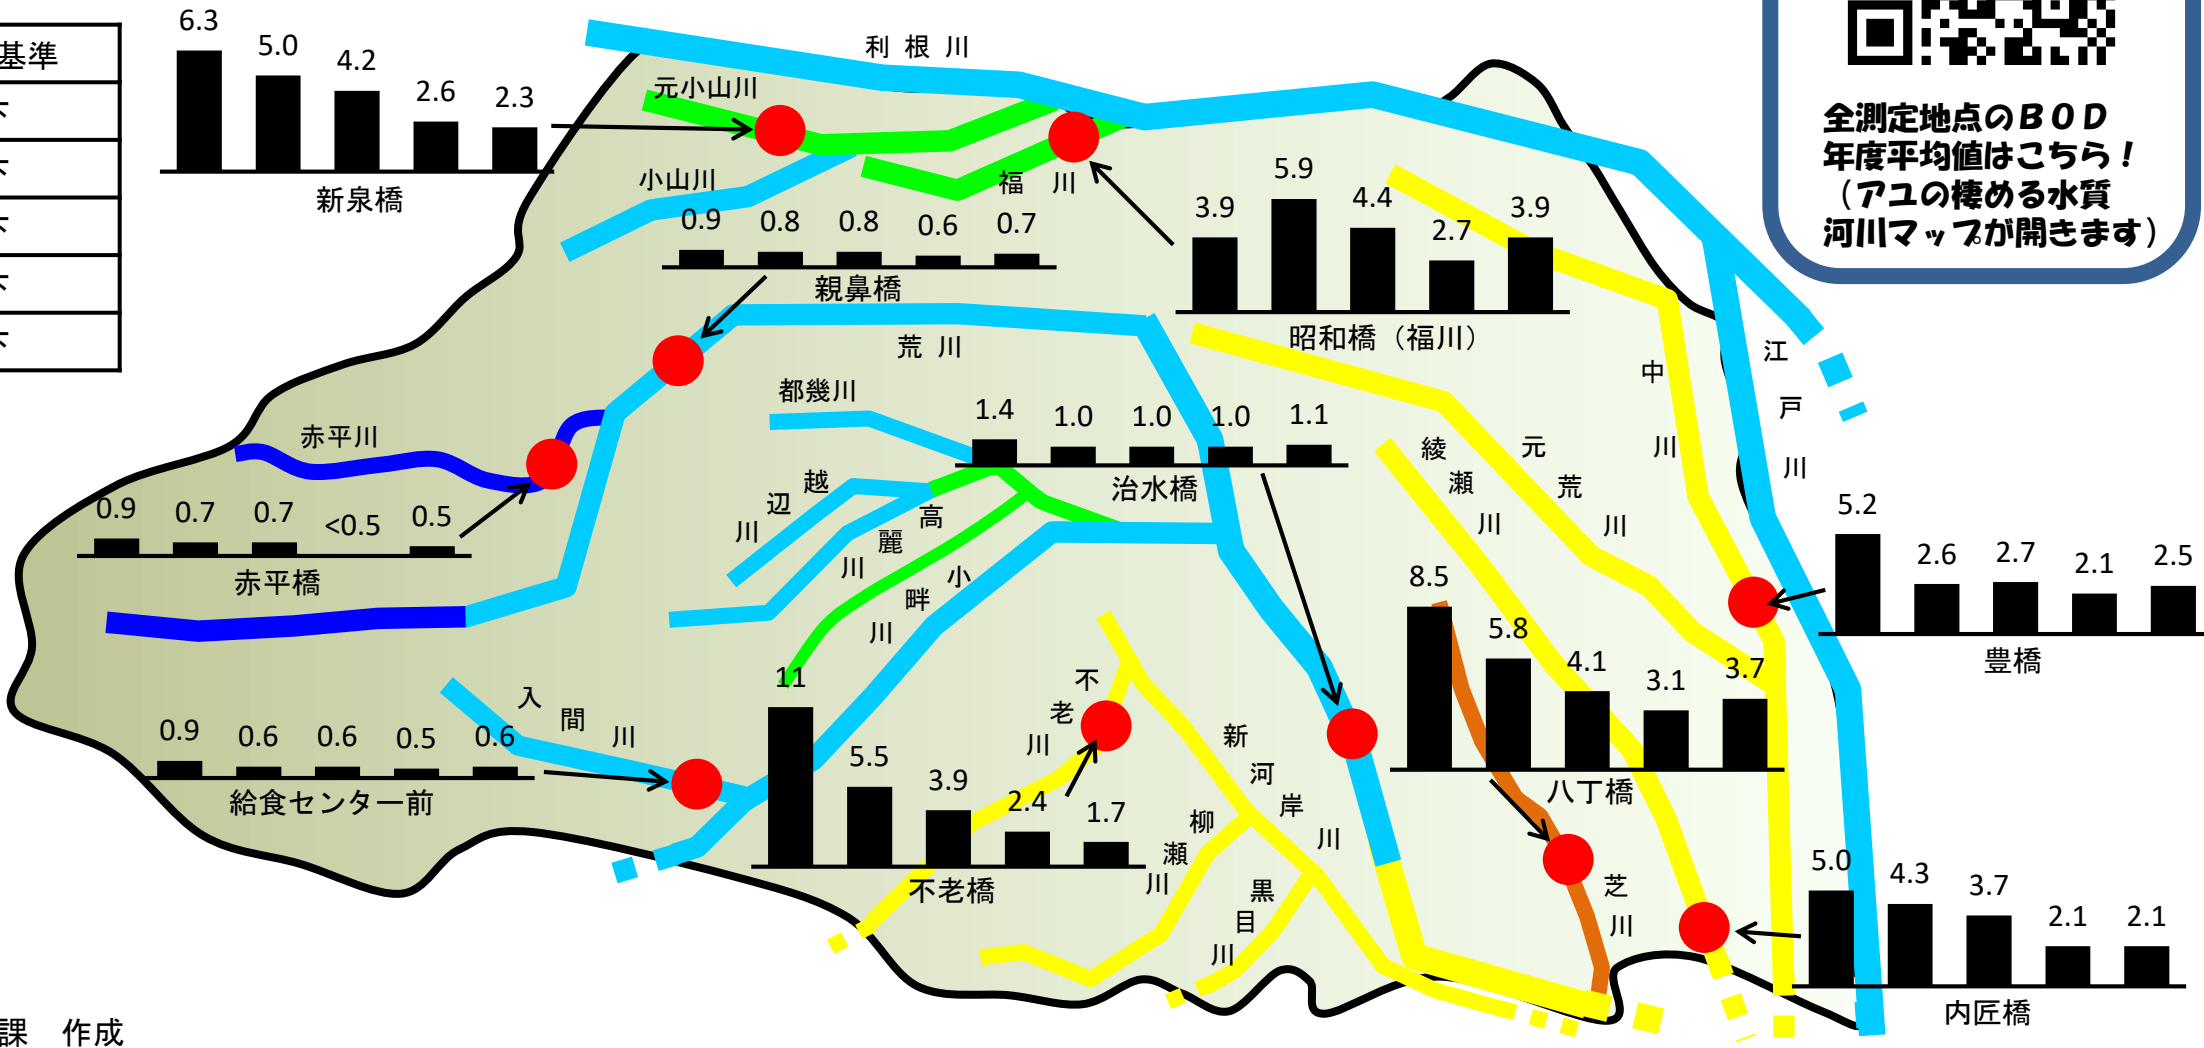 基準
下
下
下
下
下
6.3 5.0 4.2 2.6 2.3
新泉橋
利根川
元小山川
小山川
福川
0.9 0.8 0.8 0.6 0.7
親鼻橋
3.9 5.9 4.4 2.7 3.9
昭和橋（福川）
全測定地点のＢＯＤ
年度平均値はこちら！
（アユの棲める水質
河川マップが開きます）
荒川
中川
江戸川
都幾川
1.4 1.0 1.0 1.0 1.1
治水橋
赤平川
0.9 0.7 0.7 <0.5 0.5
赤平橋
越辺川
高麗川
小畔川
綾瀬川
元荒川
5.2 2.6 2.7 2.1 2.5
豊橋
8.5 5.8 4.1 3.1 3.7
八丁橋
入間川
0.9 0.6 0.6 0.5 0.6
給食センター前
11 5.5 3.9 2.4 1.7
不老橋
不老川
新河岸川
柳瀬川
黒目川
芝川
5.0 4.3 3.7 2.1 2.1
内匠橋
課　作成